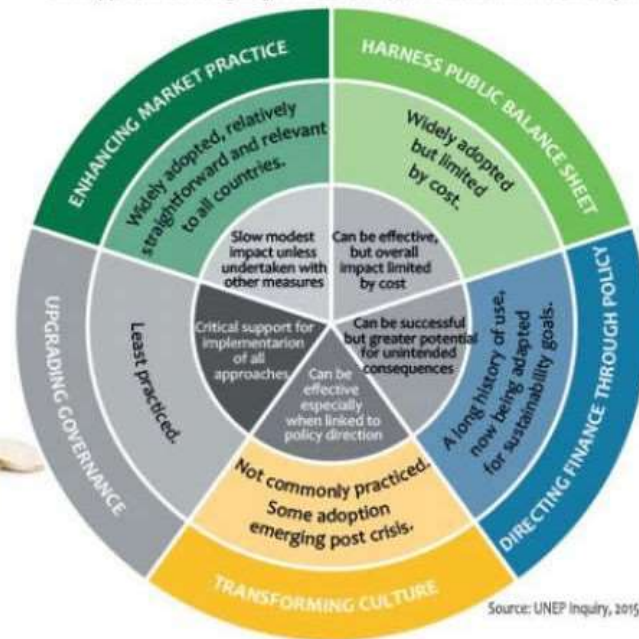 ENHANCING MARKET PRACTICE
Widely adopted, relatively
straightforward and relevant
to all countries.
Slow modest
impact unless
undertaken with
other measures
HARNESS PUBLIC BALANCE SHEET
Widely adopted
but limited
by cost.
Can be effective,
but overall
impact limited
by cost
DIRECTING FINANCE THROUGH POLICY
A long history of use,
now being adapted
for sustainability goals.
Can be successful
but greater potential
for unintended
consequences
TRANSFORMING CULTURE
Not commonly practiced.
Some adoption
emerging post crisis.
Can be
effective
especially
when linked to
policy direction
UPGRADING GOVERNANCE
Least practiced.
Critical support for
implementarion
of all
approaches
Source: UNEP Inquiry, 2015